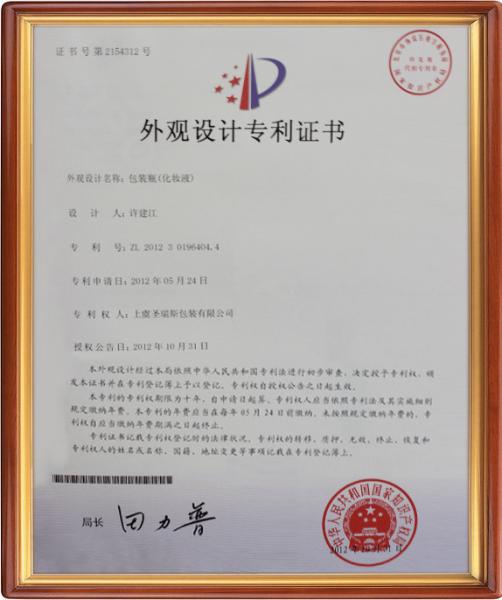 证书号第2154312号
外观设计专利证书
外观设计名称：包装瓶(化妆液)
设 计 人：许建江
专 利 号：ZL 2012 3 0196404.4
专利申请日：2012年05月24日
专 利 权 人：上虞圣瑞斯包装有限公司
授权公告日：2012年10月31日
本外观设计经过本局依照中华人民共和国专利法进行初步审查，决定授予专利权，颁
发本证书并在专利登记簿上予以登记。专利权自授权公告之日起生效。
本专利的专利权期限为十年，自申请日起算。专利权人应当依照专利法及其实施细则
规定缴纳年费。本专利的年费应当在每年05月24日前缴纳。未按照规定缴纳年费的，专
利权自应当缴纳年费期满之日起终止。
专利证书记载专利权登记时的法律状况。专利权的转移、质押、无效、终止、恢复和
专利权人的姓名或名称、国籍、地址变更等事项记载在专利登记簿上。
局长
田力普
中华人民共和国国家知识产权局
2012年10月31日